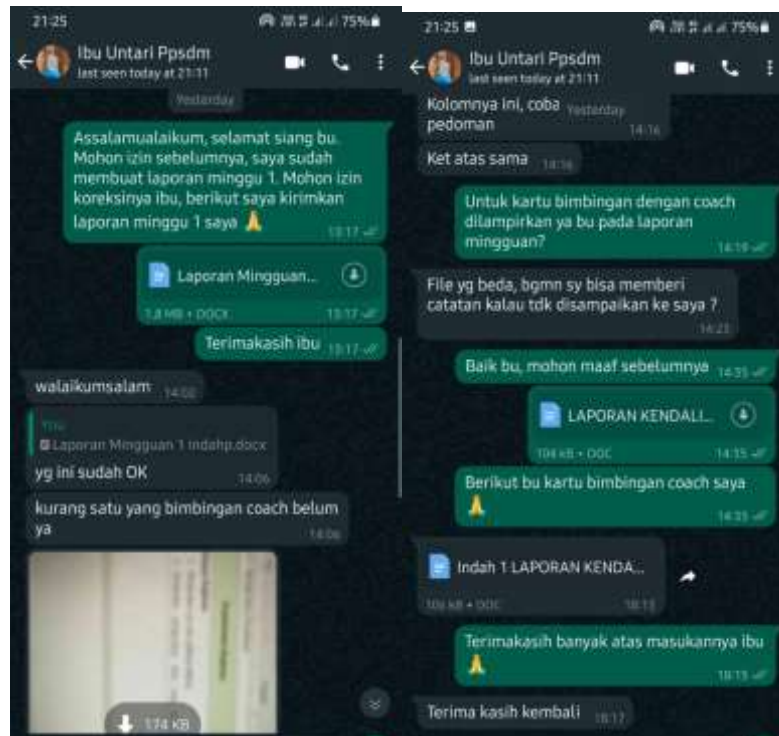 21:25
75%
Ibu Untari Ppsdm
last seen today at 21:11
Yesterday
Assalamualaikum, selamat siang bu.
Mohon izin sebelumnya, saya sudah
membuat laporan minggu 1. Mohon izin
koreksinya ibu, berikut saya kirimkan
laporan minggu 1 saya 🙏
13:17
Laporan Mingguan...
1,8 MB • DOCX
13:17
Terimakasih ibu
13:17
walaikumsalam
14:02
You
Laporan Mingguan 1 indahp.docx
yg ini sudah OK
14:06
kurang satu yang bimbingan coach belum
ya
14:06
174 KB
21:25
75%
Ibu Untari Ppsdm
last seen today at 21:11
Yesterday
Kolomnya ini, coba
pedoman
14:16
Ket atas sama
14:16
Untuk kartu bimbingan dengan coach
dilampirkan ya bu pada laporan
mingguan?
14:19
File yg beda, bgmn sy bisa memberi
catatan kalau tdk disampaikan ke saya ?
14:23
Baik bu, mohon maaf sebelumnya
14:35
LAPORAN KENDALI...
104 kB • DOC
14:35
Berikut bu kartu bimbingan coach saya
🙏
14:35
Indah 1 LAPORAN KENDA...
106 kB • DOC
18:13
Terimakasih banyak atas masukannya ibu
🙏
18:15
Terima kasih kembali
18:17